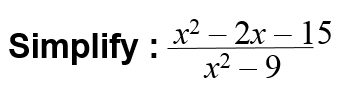 Simplify : x² – 2x – 15
x² – 9